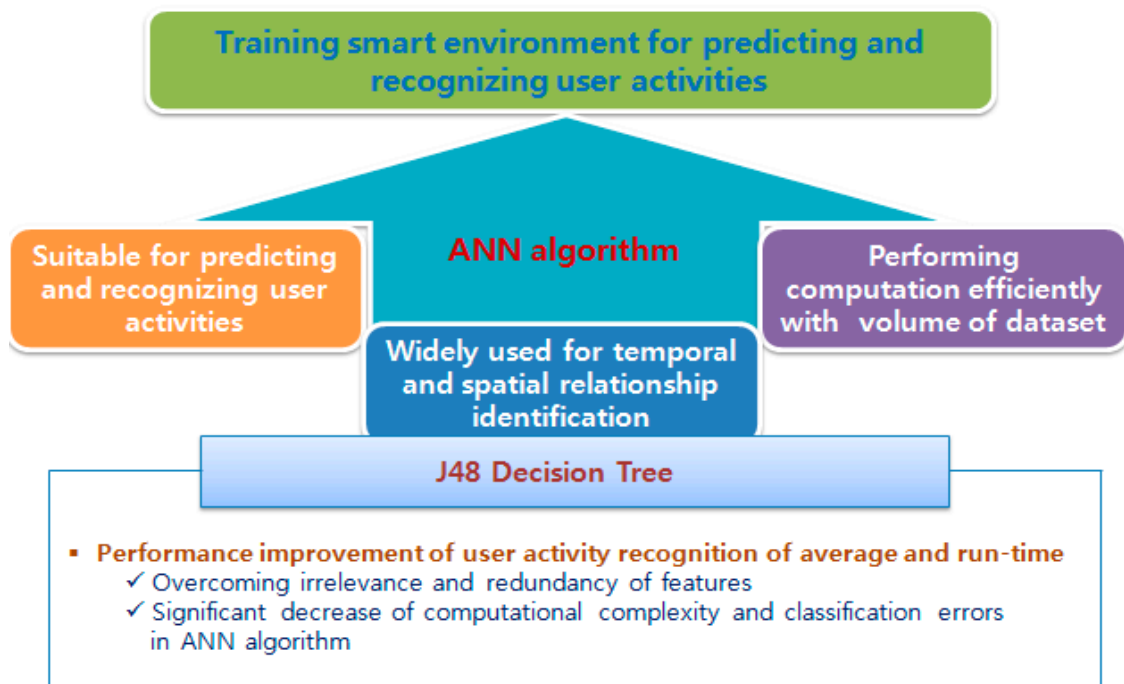 Training smart environment for predicting and
recognizing user activities
ANN algorithm
Suitable for predicting
and recognizing user
activities
Widely used for temporal
and spatial relationship
identification
Performing
computation efficiently
with volume of dataset
J48 Decision Tree
▪ Performance improvement of user activity recognition of average and run-time
✓ Overcoming irrelevance and redundancy of features
✓ Significant decrease of computational complexity and classification errors
in ANN algorithm